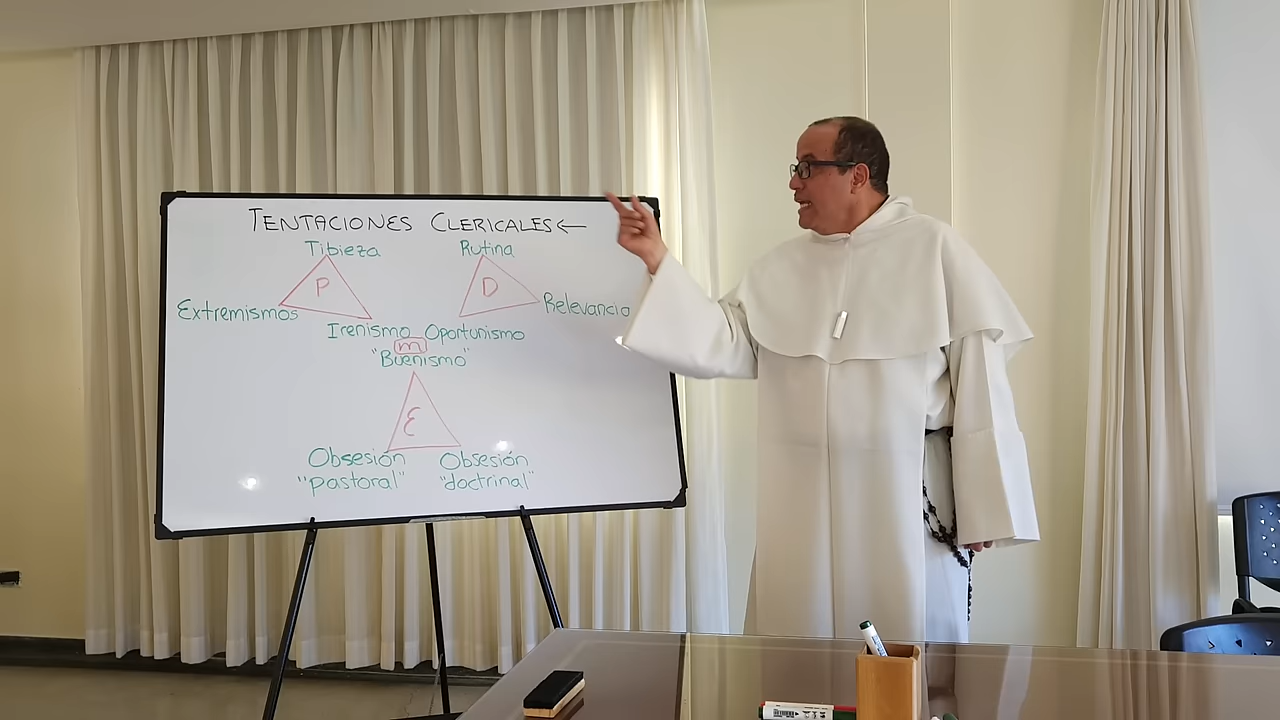 TENTACIONES CLERICALES ←
Tibieza
Rutina
P
D
Extremismos
Relevancia
Irenismo
Oportunismo
m
"Buenismo"
E
Obsesión
"pastoral"
Obsesión
"doctrinal"